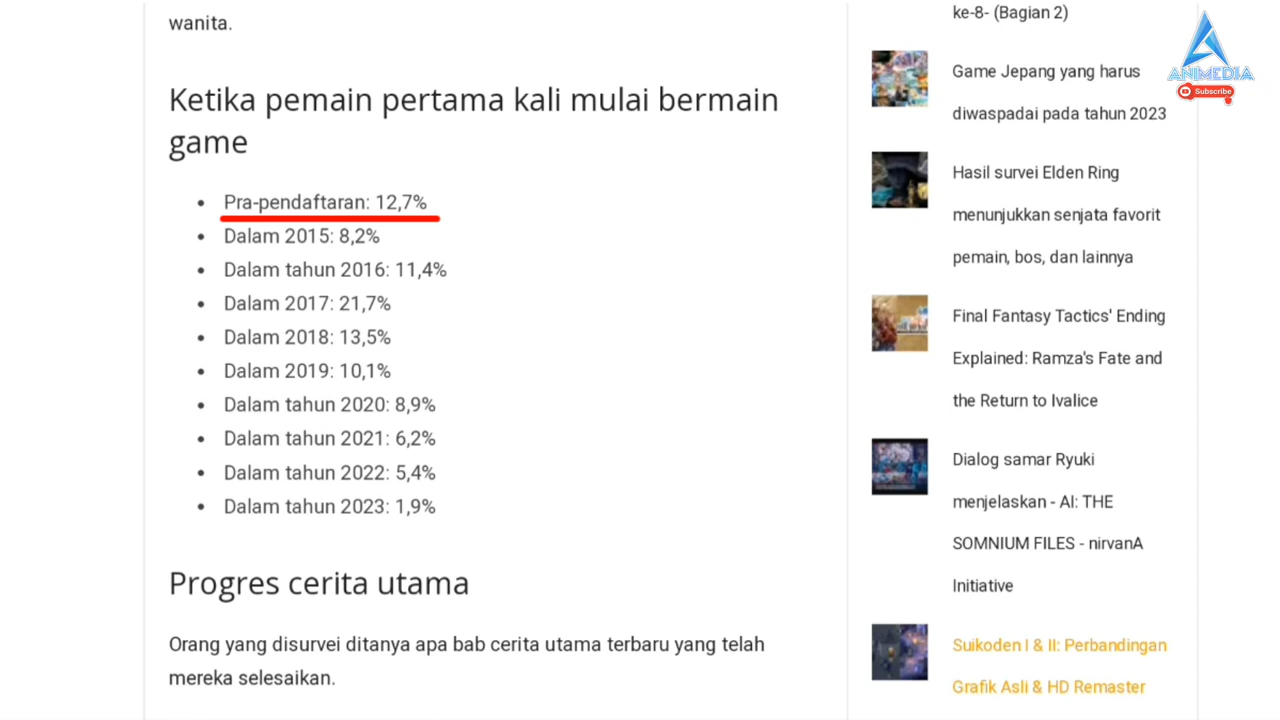 wanita.
Ketika pemain pertama kali mulai bermain
game
Pra-pendaftaran: 12,7%
Dalam 2015: 8,2%
Dalam tahun 2016: 11,4%
Dalam 2017: 21,7%
Dalam 2018: 13,5%
Dalam 2019: 10,1%
Dalam tahun 2020: 8,9%
Dalam tahun 2021: 6,2%
Dalam tahun 2022: 5,4%
Dalam tahun 2023: 1,9%
Progres cerita utama
Orang yang disurvei ditanya apa bab cerita utama terbaru yang telah
mereka selesaikan.
ke-8- (Bagian 2)
Game Jepang yang harus
diwaspadai pada tahun 2023
Hasil survei Elden Ring
menunjukkan senjata favorit
pemain, bos, dan lainnya
Final Fantasy Tactics' Ending
Explained: Ramza's Fate and
the Return to Ivalice
Dialog samar Ryuki
menjelaskan - AI: THE
SOMNIUM FILES - nirvanA
Initiative
Suikoden I & II: Perbandingan
Grafik Asli & HD Remaster
ANIMEDIA
Subscribe